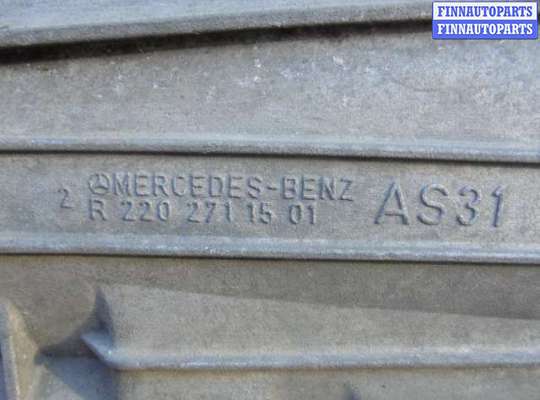 FINNAUTOPARTS
FINNAUTOPARTS
MERCEDES-BENZ
2 R 220 271 15 01 AS31